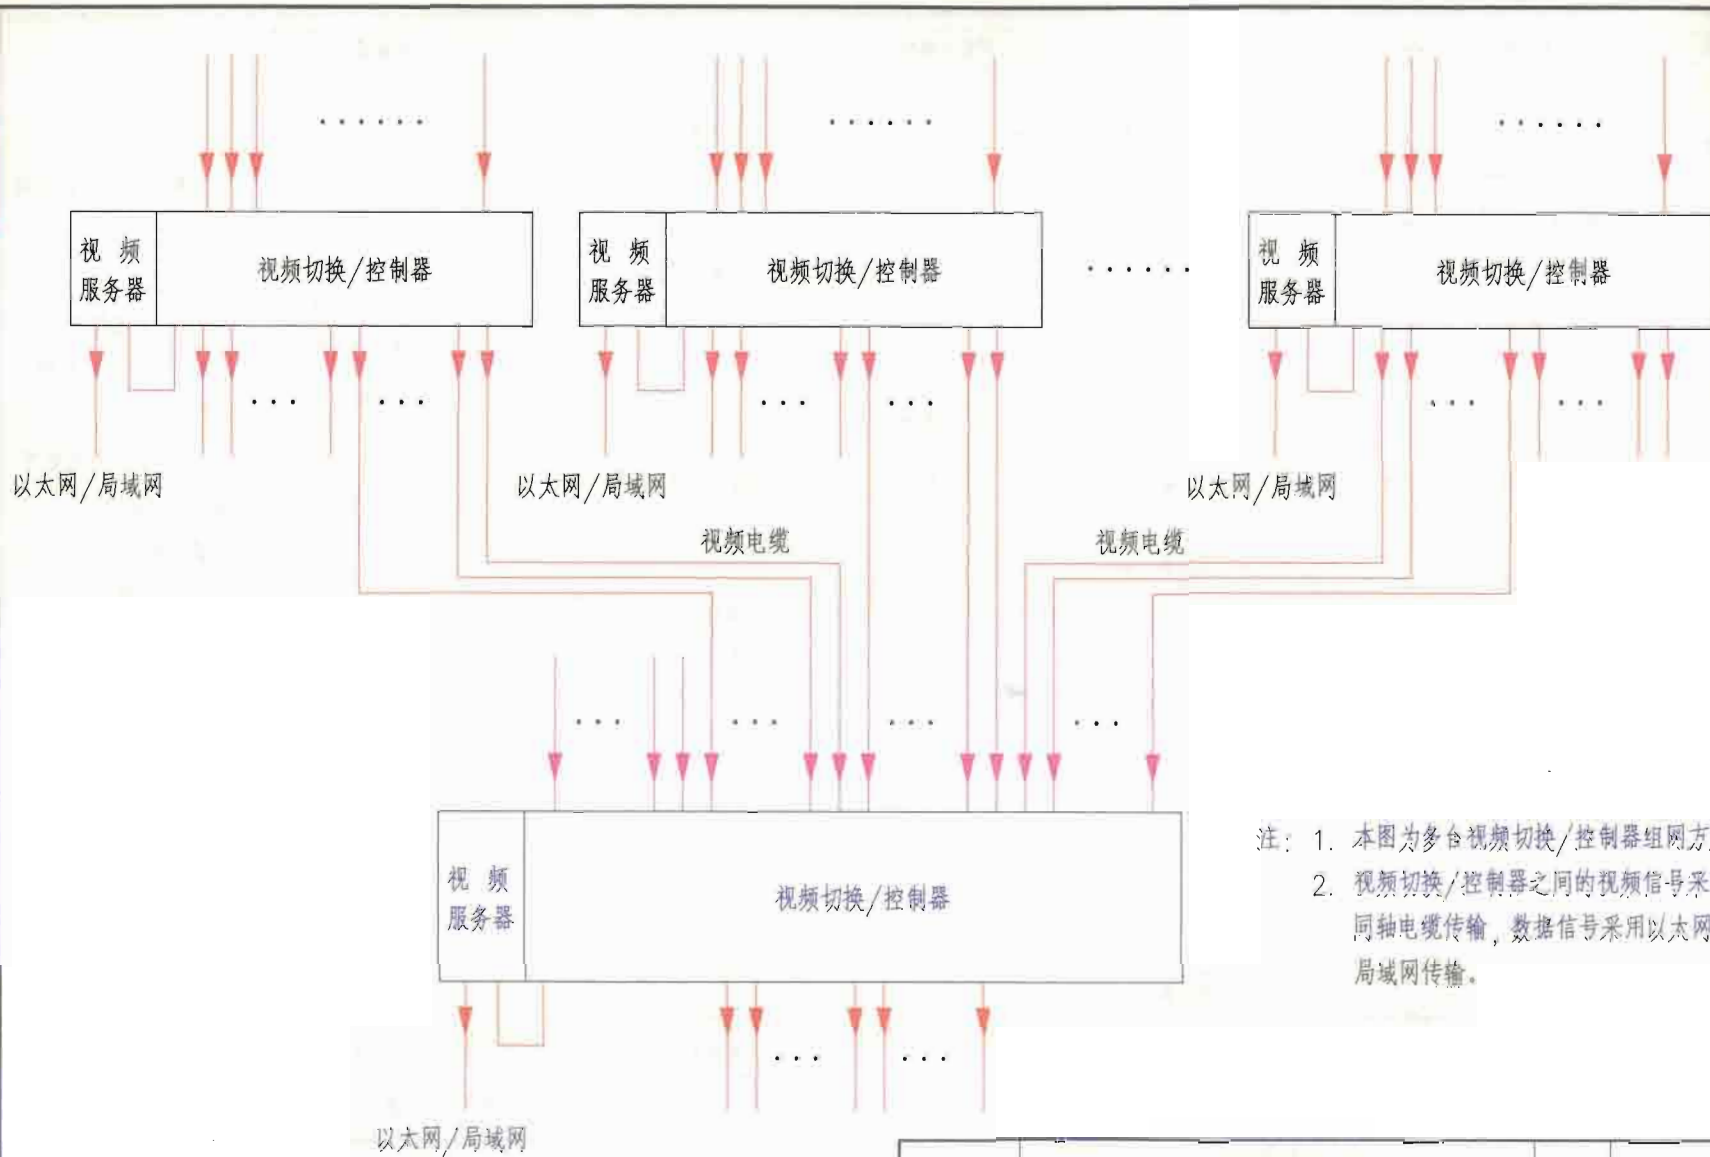 视频
服务器
视频切换/控制器
视频
服务器
视频切换/控制器
......
视频
服务器
视频切换/控制器
以太网/局域网
以太网/局域网
以太网/局域网
视频电缆
视频电缆
视频
服务器
视频切换/控制器
以太网/局域网
注: 1. 本图为多台视频切换/控制器组网方
2. 视频切换/控制器之间的视频信号采
同轴电缆传输, 数据信号采用以太网
局域网传输。